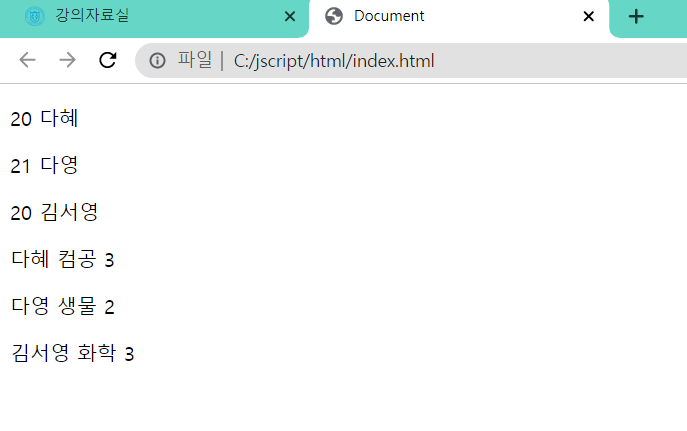 강의자료실
Document
파일 | C:/jscript/html/index.html
20 다혜
21 다영
20 김서영
다혜 컴공 3
다영 생물 2
김서영 화학 3